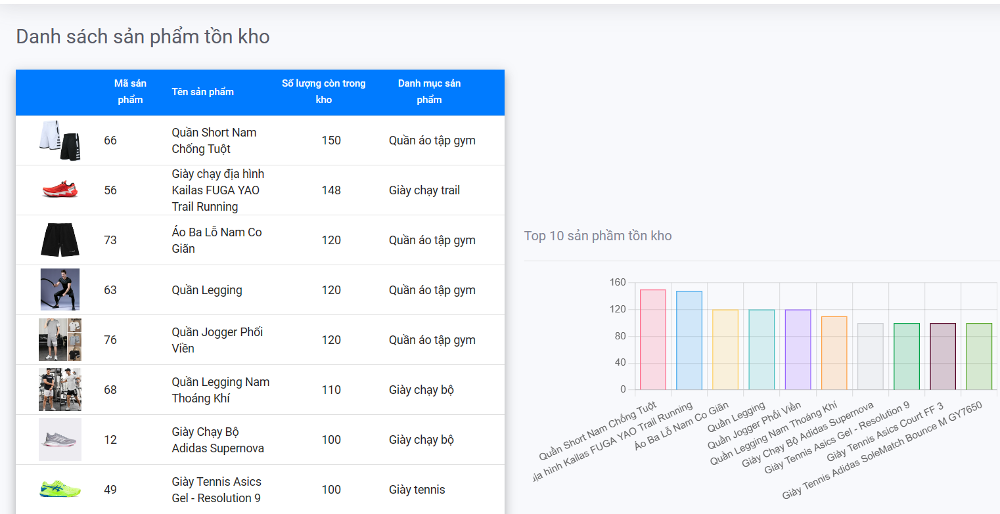 Danh sách sản phẩm tồn kho
Mã sản
phẩm
Tên sản phẩm
Số lượng còn trong
kho
Danh mục sản
phẩm
66
Quần Short Nam
Chống Tuột
150
Quần áo tập gym
56
Giày chạy địa hình
Kailas FUGA YAO
Trail Running
148
Giày chạy trail
73
Áo Ba Lỗ Nam Co
Giãn
120
Quần áo tập gym
63
Quần Legging
120
Quần áo tập gym
76
Quần Jogger Phối
Viền
120
Quần áo tập gym
68
Quần Legging Nam
Thoáng Khí
110
Giày chạy bộ
12
Giày Chạy Bộ
Adidas Supernova
100
Giày chạy bộ
49
Giày Tennis Asics
Gel - Resolution 9
100
Giày tennis
Top 10 sản phầm tồn kho
160
120
80
40
0
Quần Short Nam Chống Tuột
địa hình Kailas FUGA YAO Trail Running
Áo Ba Lỗ Nam Co Giãn
Quần Legging
Quần Jogger Phối Viền
Quần Legging Nam Thoáng Khí
Giày Chạy Bộ Adidas Supernova
Giày Tennis Asics Gel - Resolution 9
Giày Tennis Asics Court FF 3
Giày Tennis Adidas SoleMatch Bounce M GY7650